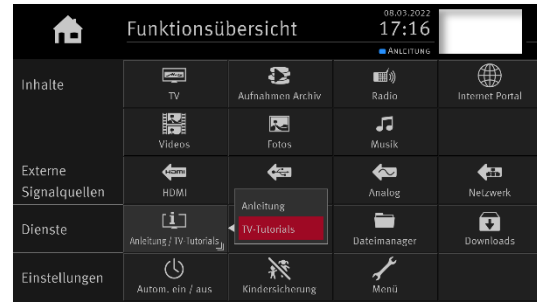 Funktionsübersicht
08.03.2022
17:16
ANLEITUNG
Inhalte
TV
Aufnahmen Archiv
Radio
Internet Portal
Videos
Fotos
Musik
Externe
Signalquellen
HDMI
HDMI
Analog
Netzwerk
Dienste
Anleitung / TV-Tutorials
Anleitung
TV-Tutorials
Dateimanager
Downloads
Einstellungen
Autom. ein / aus
Kindersicherung
Menü